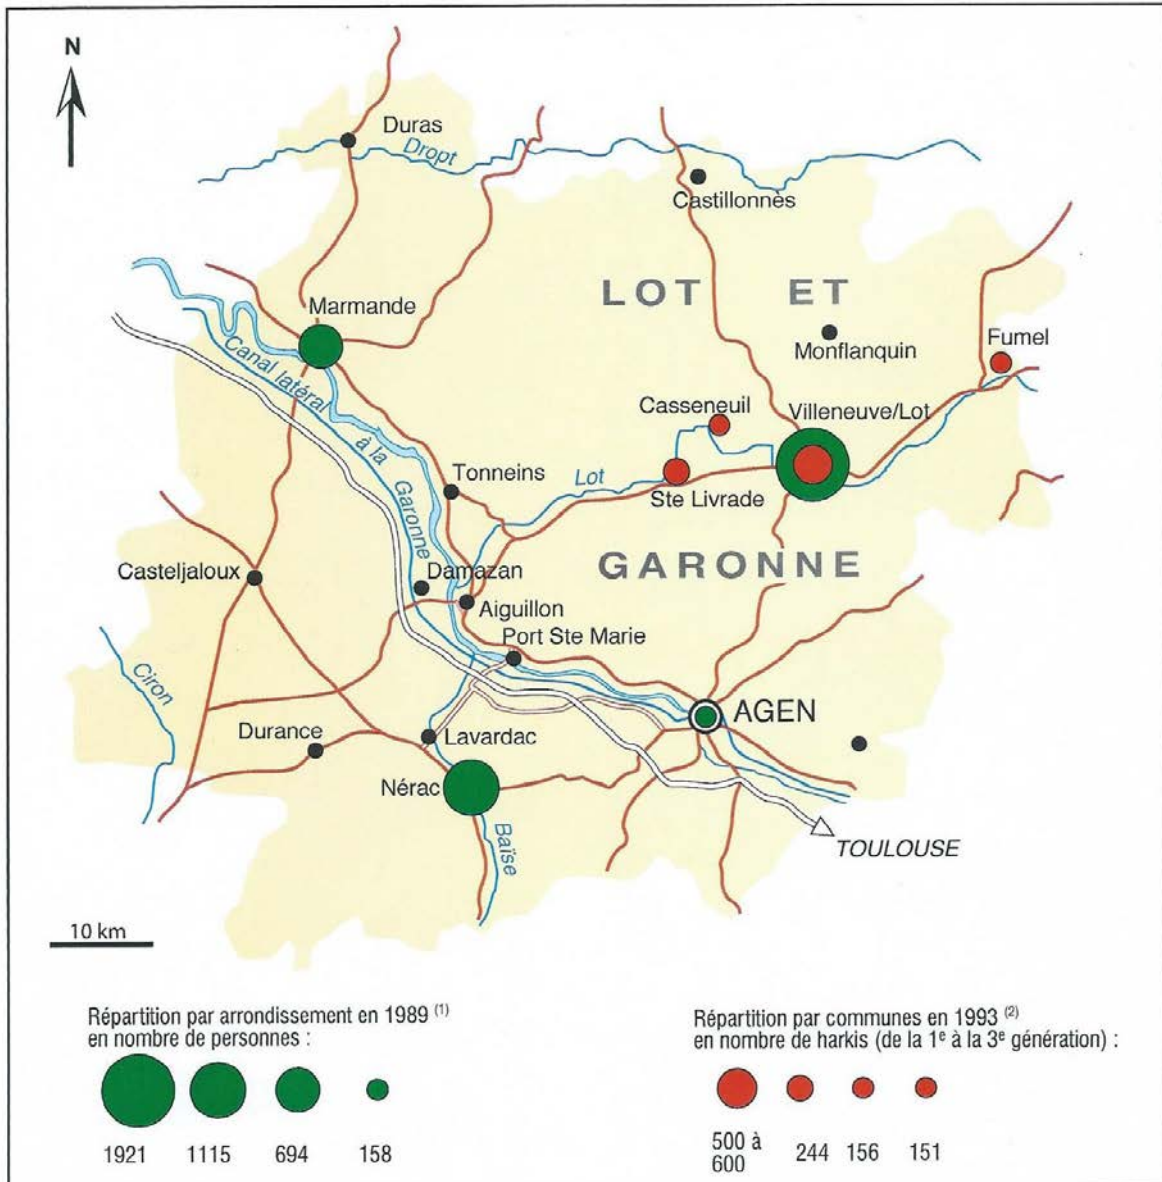 N
Duras
Dropt
Castillonnès
LOT ET
Marmande
Monflanquin
Fumel
Canal latéral
à la
Garonne
Casseneuil
Villeneuve/Lot
Tonneins
Lot
Ste Livrade
GARONNE
Casteljaloux
Damazan
Aiguillon
Port Ste Marie
Ciron
AGEN
Durance
Lavardac
Nérac
Baïse
TOULOUSE
10 km
Répartition par arrondissement en 1989 (1)
en nombre de personnes :
1921 1115 694 158
Répartition par communes en 1993 (2)
en nombre de harkis (de la 1e à la 3e génération) :
500 à
600 244 156 151